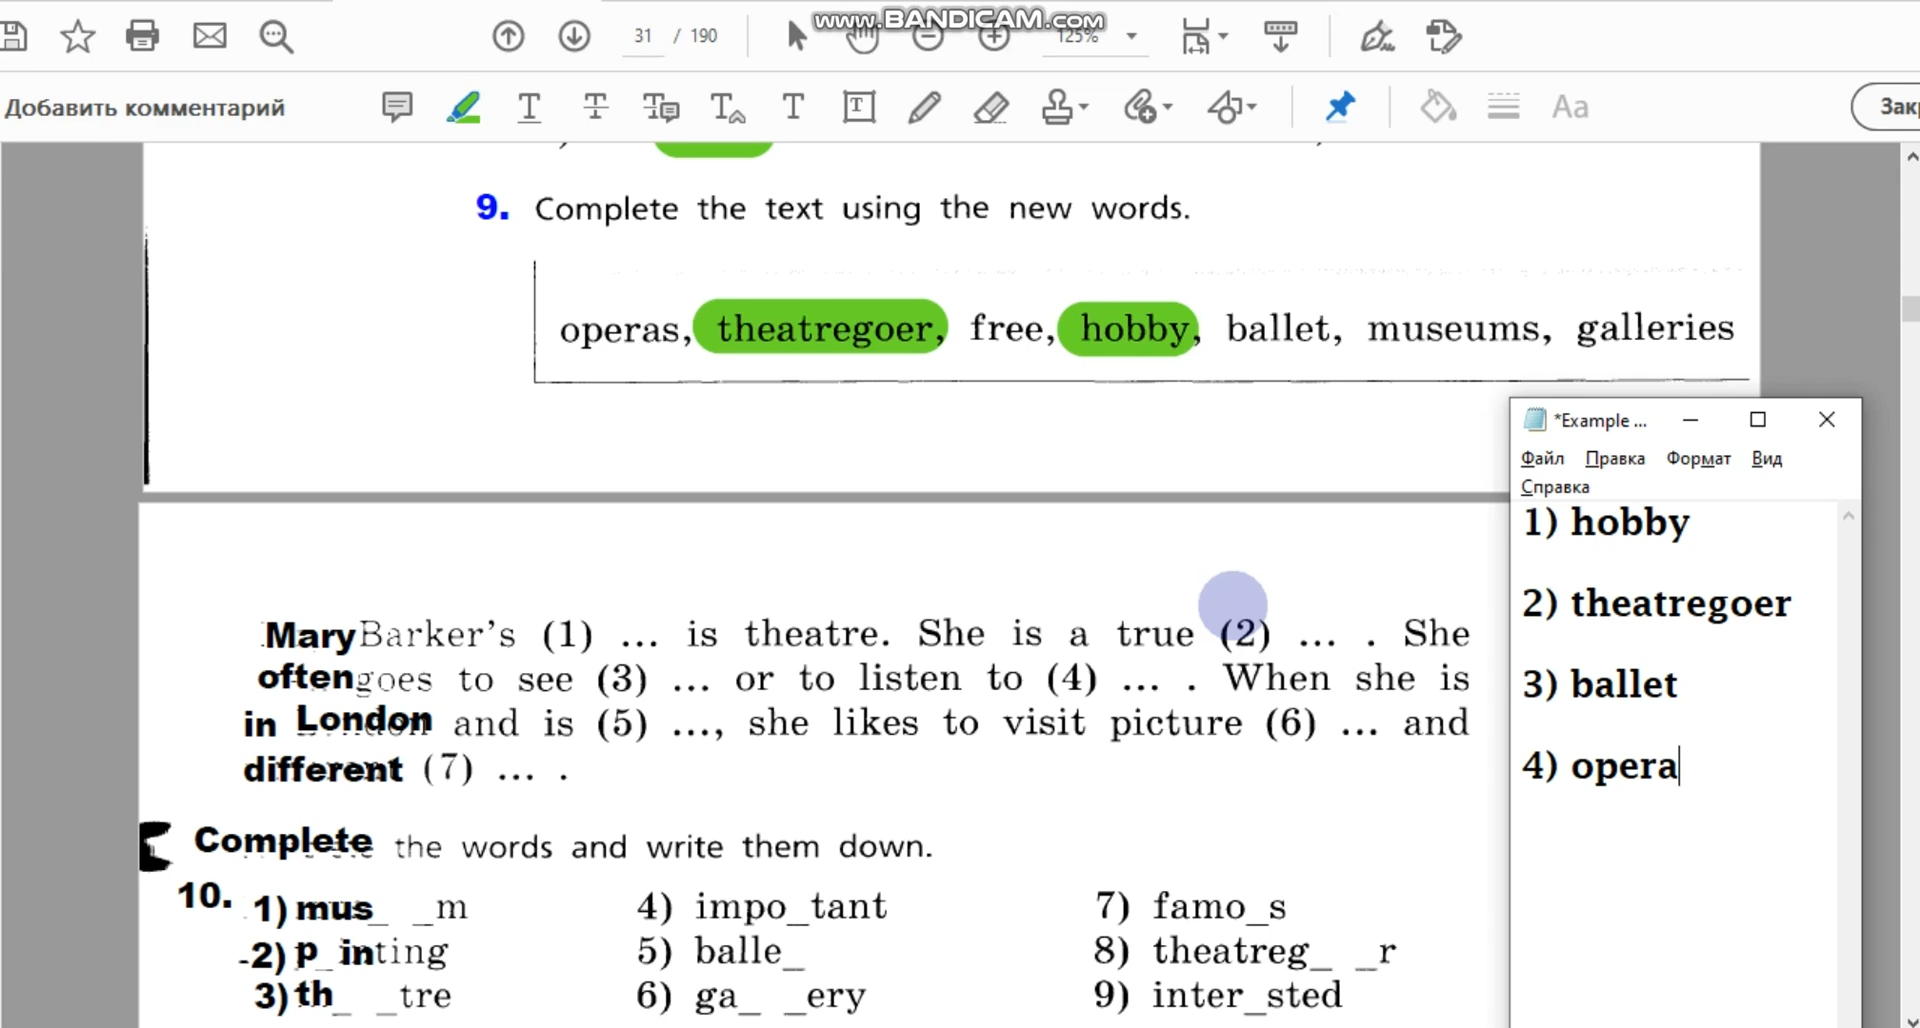 www.BANDICAM.com
31 / 190
125%
Добавить комментарий
Aa
9. Complete the text using the new words.
operas, theatregoer, free, hobby, ballet, museums, galleries
*Example ...
Файл Правка Формат Вид
Справка
1) hobby
2) theatregoer
3) ballet
4) opera
Mary Barker's (1) ... is theatre. She is a true (2) ... . She
often goes to see (3) ... or to listen to (4) ... . When she is
in London and is (5) ..., she likes to visit picture (6) ... and
different (7) ... .
Complete the words and write them down.
10. 1) mus_ _m 4) impo_tant 7) famo_s
2) p_inting 5) balle_ 8) theatreg_ _r
3) th_ _tre 6) ga_ _ery 9) inter_sted